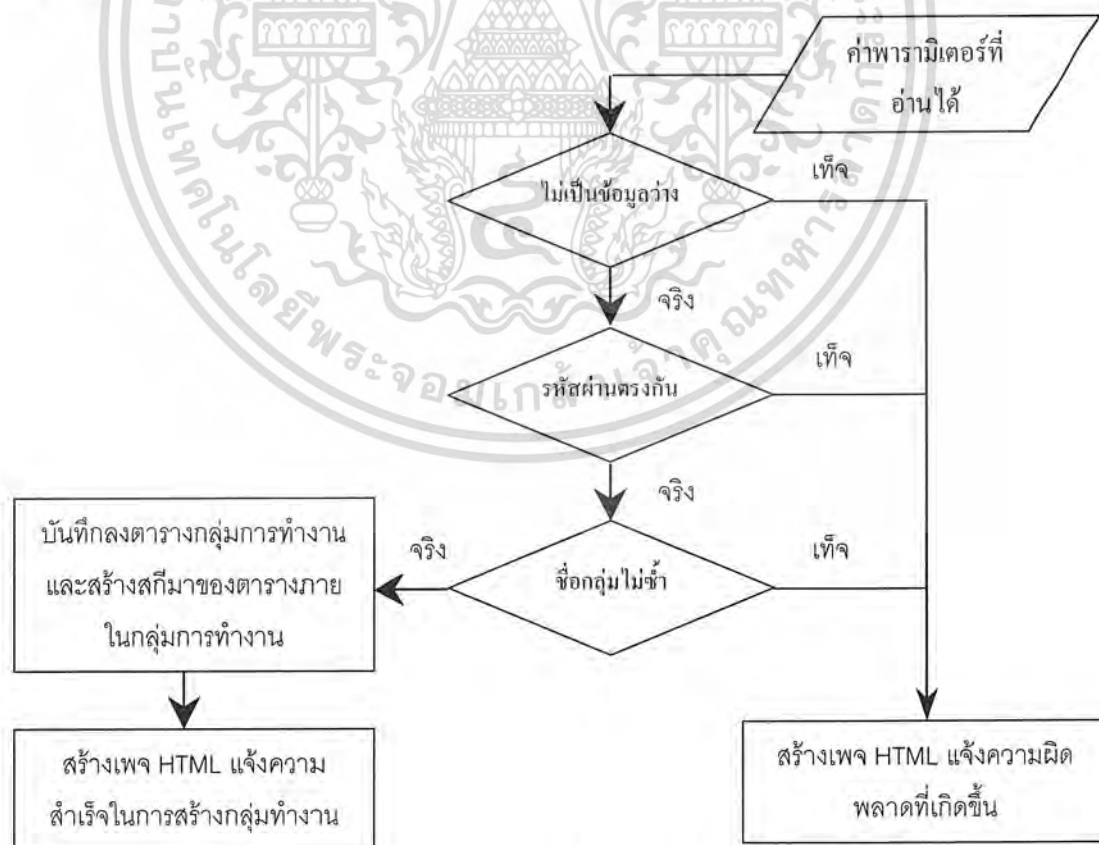 ค่าพารามิเตอร์ที่
อ่านได้
ไม่เป็นข้อมูลว่าง
เท็จ
จริง
รหัสผ่านตรงกัน
เท็จ
จริง
ชื่อกลุ่มไม่ซ้ำ
เท็จ
จริง
บันทึกลงตารางกลุ่มการทำงาน
และสร้างสกีมาของตารางภาย
ในกลุ่มการทำงาน
สร้างเพจ HTML แจ้งความ
สำเร็จในการสร้างกลุ่มทำงาน
สร้างเพจ HTML แจ้งความผิด
พลาดที่เกิดขึ้น